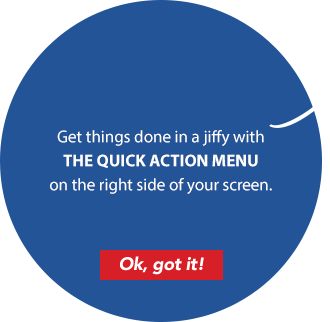 Get things done in a jiffy with
THE QUICK ACTION MENU
on the right side of your screen.
Ok, got it!